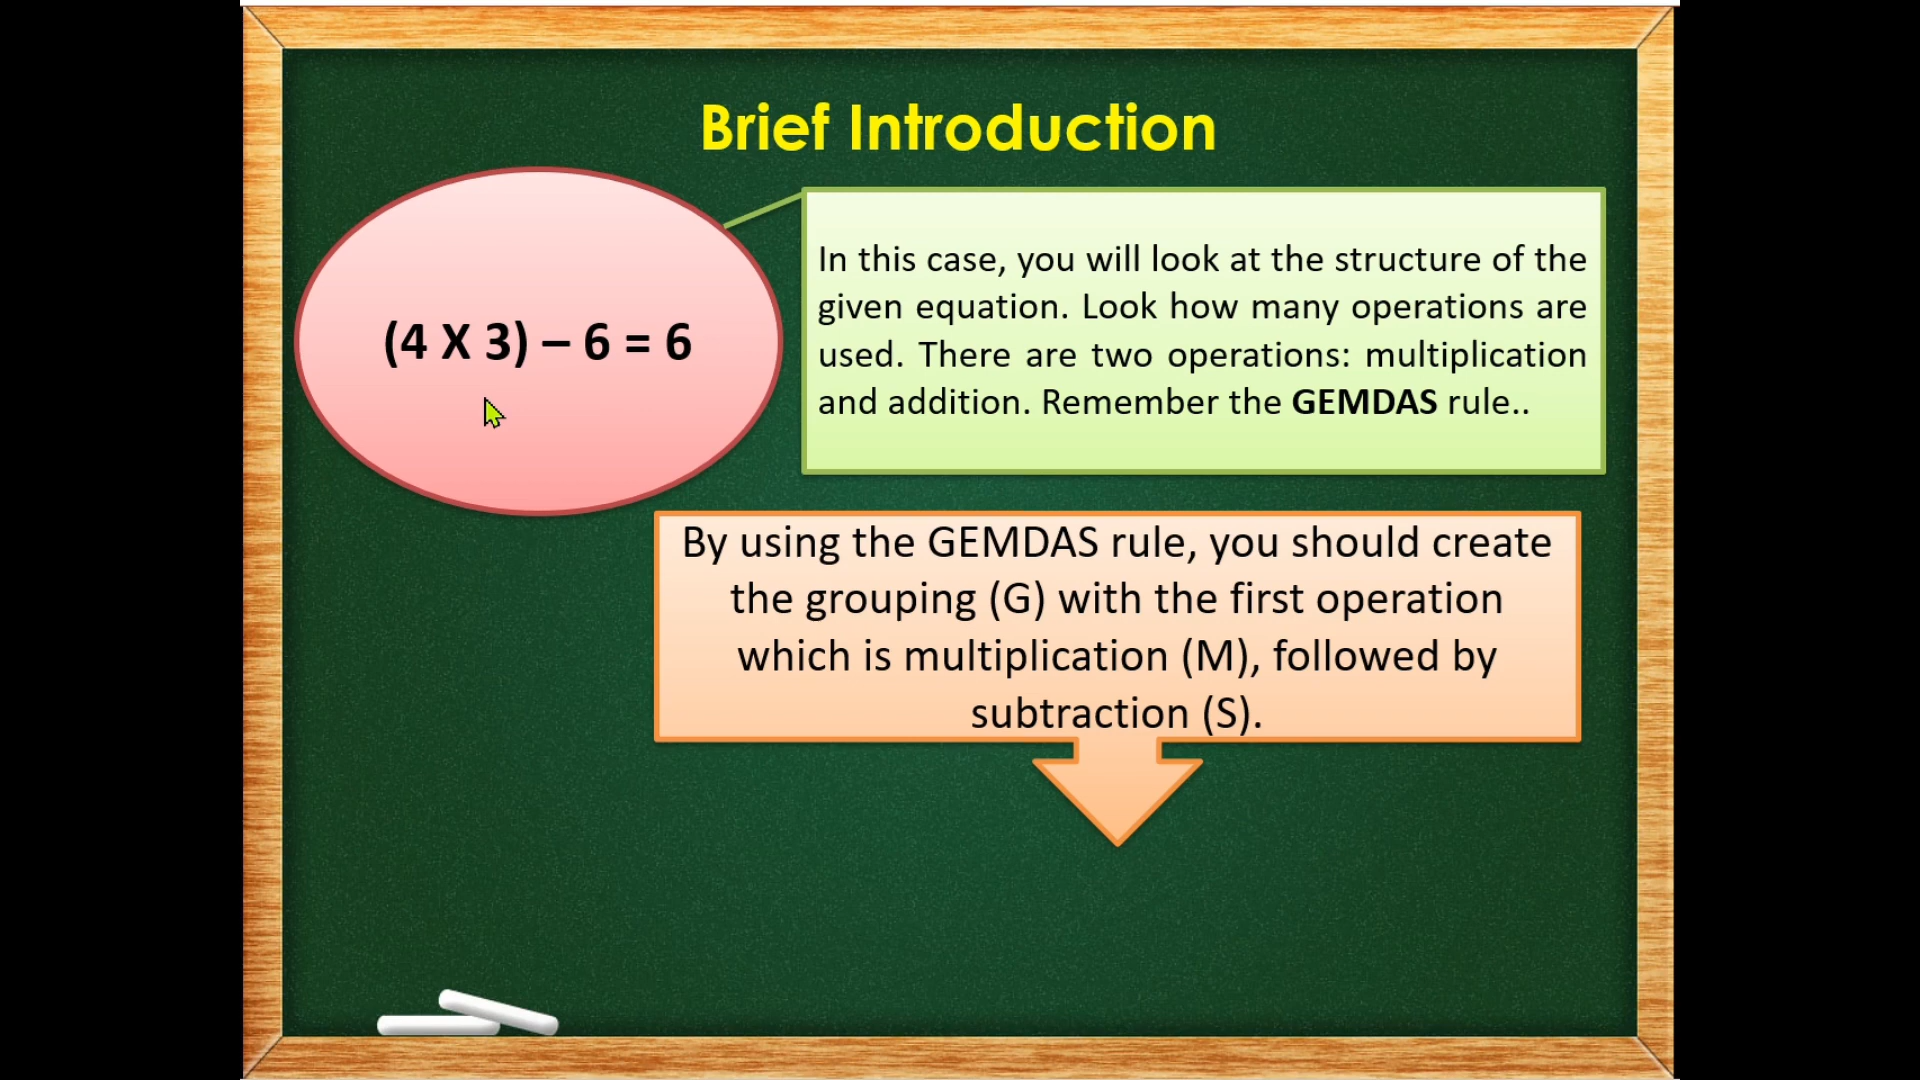 Brief Introduction
(4 X 3) – 6 = 6
In this case, you will look at the structure of the
given equation. Look how many operations are
used. There are two operations: multiplication
and addition. Remember the GEMDAS rule..
By using the GEMDAS rule, you should create
the grouping (G) with the first operation
which is multiplication (M), followed by
subtraction (S).